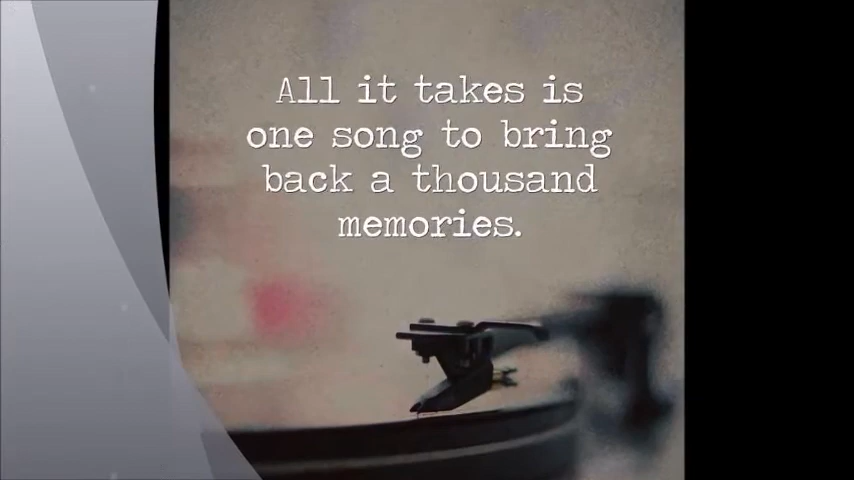 All it takes is
one song to bring
back a thousand
memories.